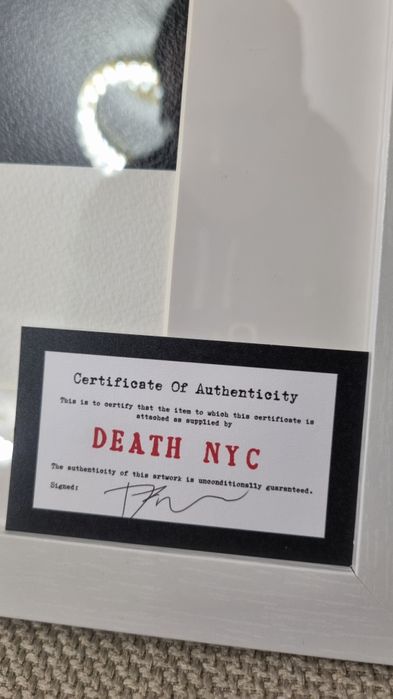 Certificate Of Authenticity
This is to certify that the item to which this certificate is
attached as supplied by
DEATH NYC
The authenticity of this artwork is unconditionally guaranteed.
Signed: